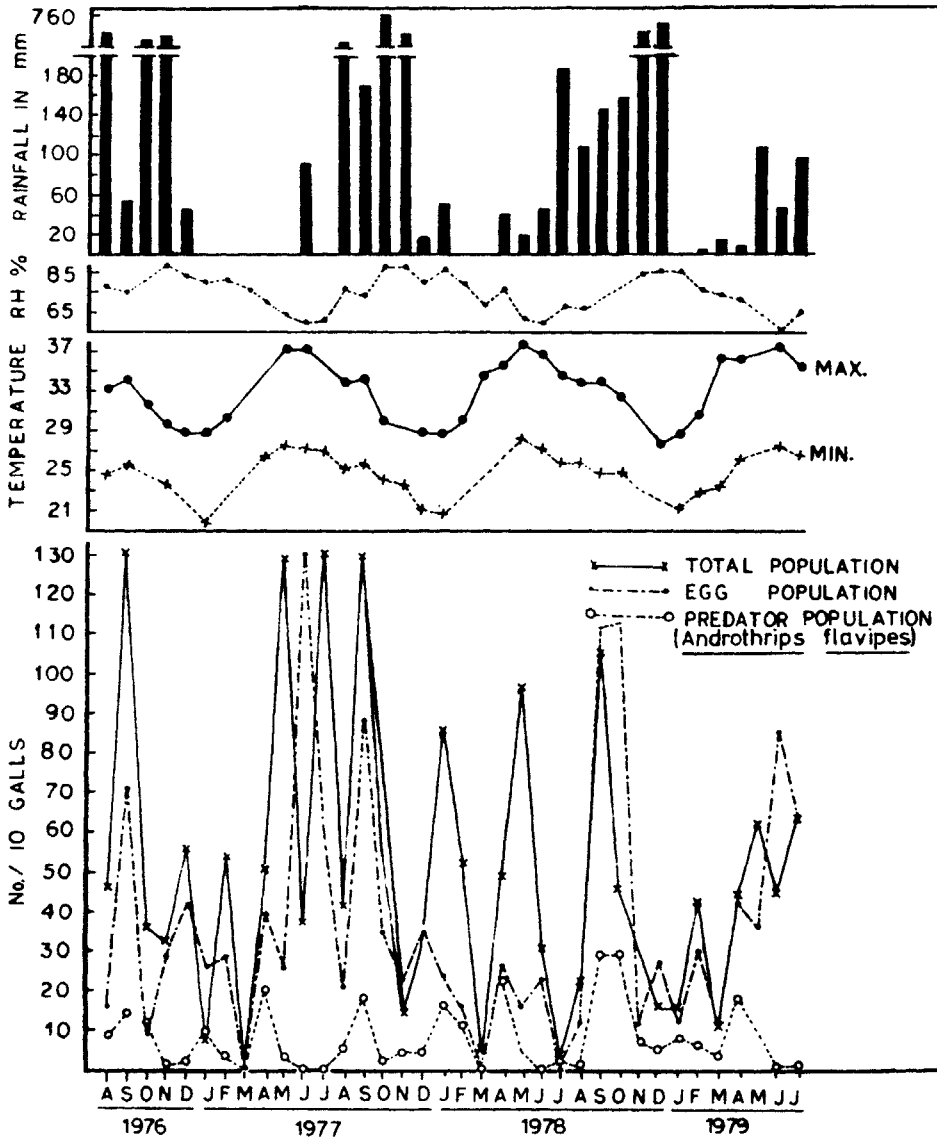 760
180
140
100
60
20
RAINFALL IN mm
85
65
RH %
37
33
29
25
21
TEMPERATURE
MAX.
MIN.
130
120
110
100
90
80
70
60
50
40
30
20
10
No./ 10 GALLS
TOTAL POPULATION
EGG POPULATION
PREDATOR POPULATION
(Androthrips flavipes)
A S O N D J F M A M J J A S O N D J F M A M J J A S O N D J F M A M J J
1976 1977 1978 1979